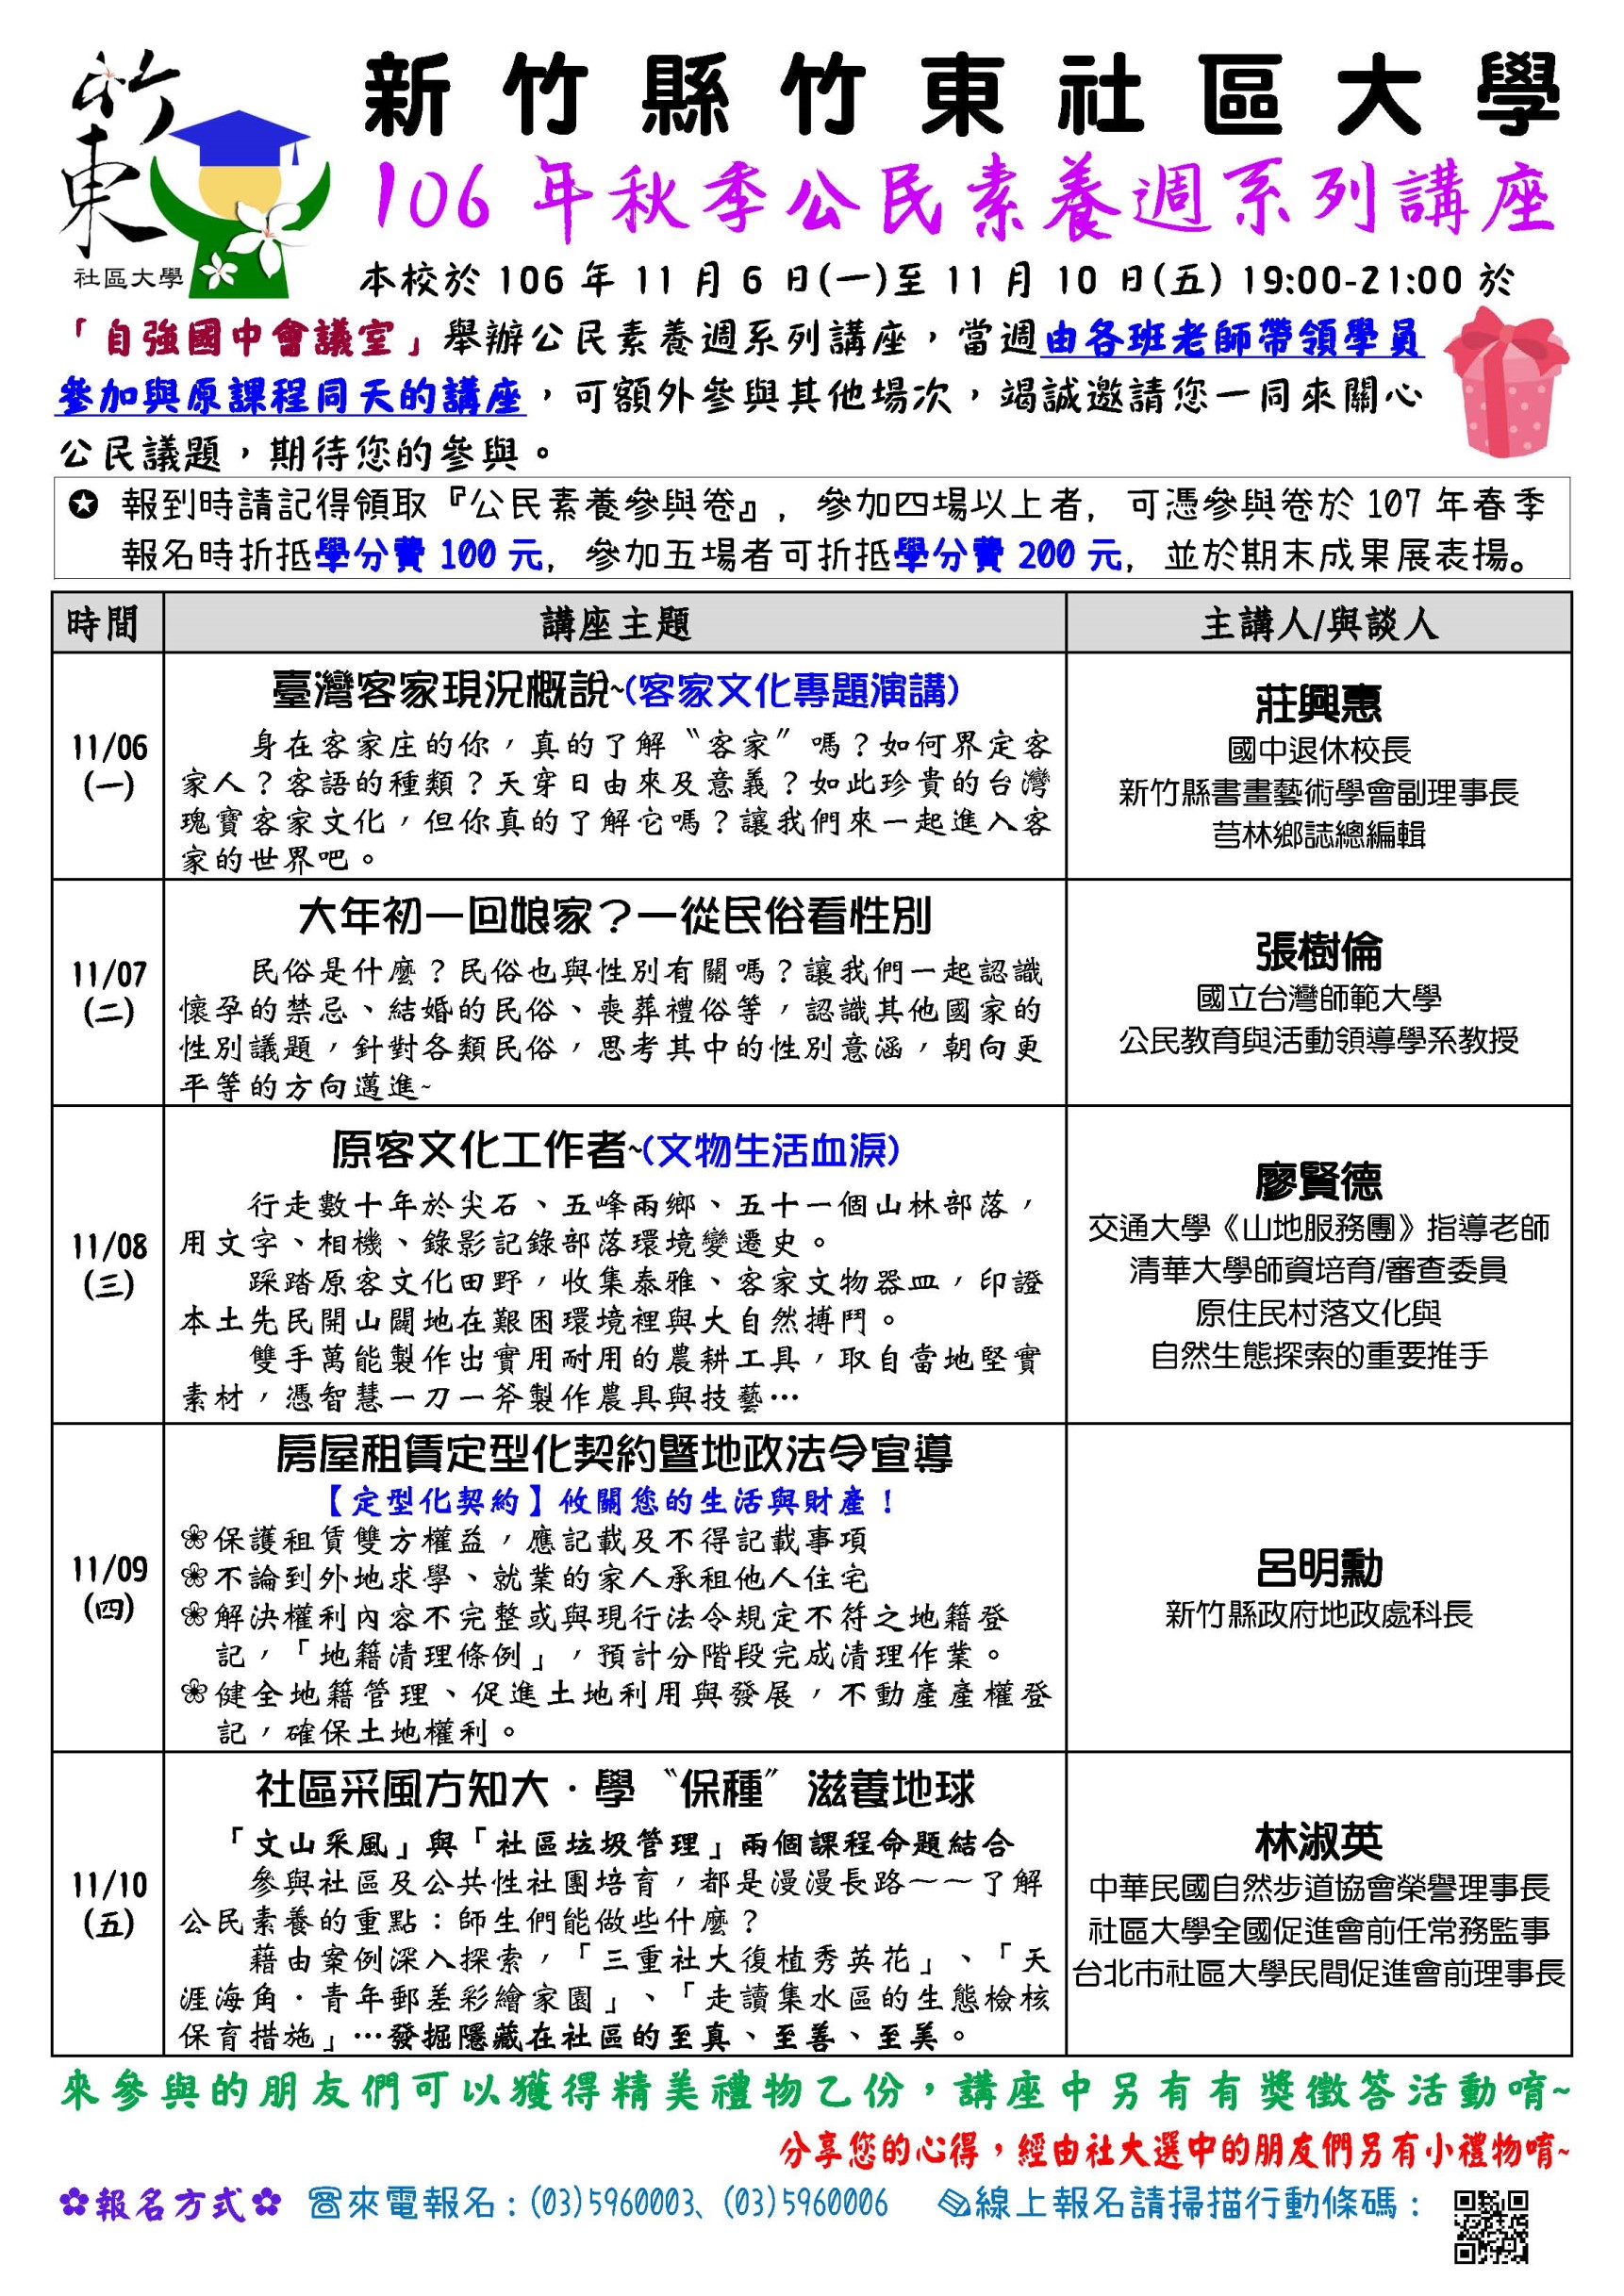 竹東
社區大學
新竹縣竹東社區大學
106 年秋季公民素養週系列講座
本校於 106 年 11 月 6 日(一)至 11 月 10 日(五) 19:00-21:00 於
「自強國中會議室」舉辦公民素養週系列講座，當週由各班老師帶領學員
參加與原課程同天的講座，可額外參與其他場次，竭誠邀請您一同來關心
公民議題，期待您的參與。
✪ 報到時請記得領取『公民素養參與卷』，參加四場以上者，可憑參與卷於 107 年春季
報名時折抵學分費 100 元，參加五場者可折抵學分費 200 元，並於期末成果展表揚。
時間 講座主題 主講人/與談人
11/06
(一)
臺灣客家現況概說~(客家文化專題演講)
身在客家庄的你，真的了解〝客家〞嗎？如何界定客
家人？客語的種類？天穿日由來及意義？如此珍貴的台灣
瑰寶客家文化，但你真的了解它嗎？讓我們來一起進入客
家的世界吧。
莊興惠
國中退休校長
新竹縣書畫藝術學會副理事長
芎林鄉誌總編輯
11/07
(二)
大年初一回娘家？—從民俗看性別
民俗是什麼？民俗也與性別有關嗎？讓我們一起認識
懷孕的禁忌、結婚的民俗、喪葬禮俗等，認識其他國家的
性別議題，針對各類民俗，思考其中的性別意涵，朝向更
平等的方向邁進~
張樹倫
國立台灣師範大學
公民教育與活動領導學系教授
11/08
(三)
原客文化工作者~(文物生活血淚)
行走數十年於尖石、五峰兩鄉、五十一個山林部落，
用文字、相機、錄影記錄部落環境變遷史。
踩踏原客文化田野，收集泰雅、客家文物器皿，印證
本土先民開山闢地在艱困環境裡與大自然搏鬥。
雙手萬能製作出實用耐用的農耕工具，取自當地堅實
素材，憑智慧一刀一斧製作農具與技藝…
廖賢德
交通大學《山地服務團》指導老師
清華大學師資培育/審查委員
原住民村落文化與
自然生態探索的重要推手
11/09
(四)
房屋租賃定型化契約暨地政法令宣導
【定型化契約】攸關您的生活與財產！
❀保護租賃雙方權益，應記載及不得記載事項
❀不論到外地求學、就業的家人承租他人住宅
❀解決權利內容不完整或與現行法令規定不符之地籍登
記，「地籍清理條例」，預計分階段完成清理作業。
❀健全地籍管理、促進土地利用與發展，不動產產權登
記，確保土地權利。
呂明勳
新竹縣政府地政處科長
11/10
(五)
社區采風方知大．學〝保種〞滋養地球
「文山采風」與「社區垃圾管理」兩個課程命題結合
參與社區及公共性社團培育，都是漫漫長路~~了解
公民素養的重點：師生們能做些什麼？
藉由案例深入探索，「三重社大復植秀英花」、「天
涯海角．青年郵差彩繪家園」、「走讀集水區的生態檢核
保育措施」…發掘隱藏在社區的至真、至善、至美。
林淑英
中華民國自然步道協會榮譽理事長
社區大學全國促進會前任常務監事
台北市社區大學民間促進會前理事長
來參與的朋友們可以獲得精美禮物乙份，講座中另有有獎徵答活動唷~
分享您的心得，經由社大選中的朋友們另有小禮物唷~
✿報名方式✿ ☎來電報名：(03)5960003、(03)5960006 ✎線上報名請掃描行動條碼：